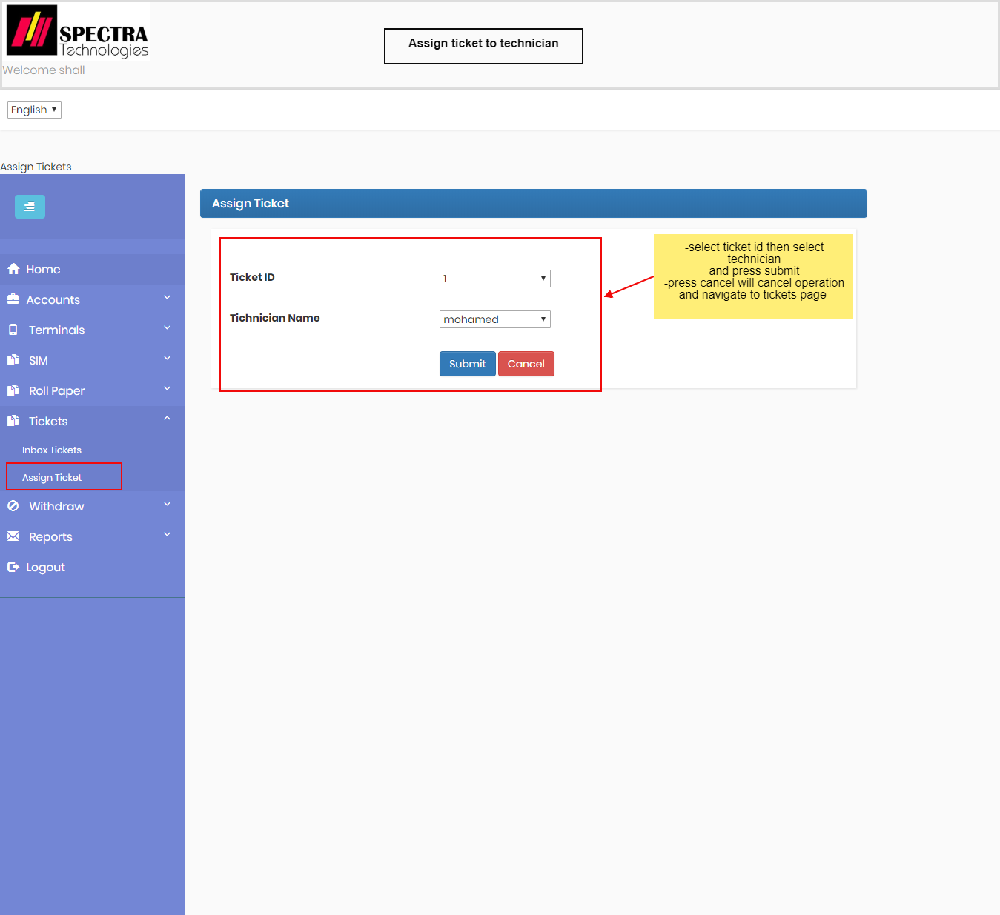 SPECTRA
Technologies
Welcome shall
Assign ticket to technician
English
Assign Tickets
Home
Accounts
Terminals
SIM
Roll Paper
Tickets
Inbox Tickets
Assign Ticket
Withdraw
Reports
Logout
Assign Ticket
Ticket ID
1
Tichnician Name
mohamed
Submit Cancel
-select ticket id then select
technician
and press submit
-press cancel will cancel operation
and navigate to tickets page